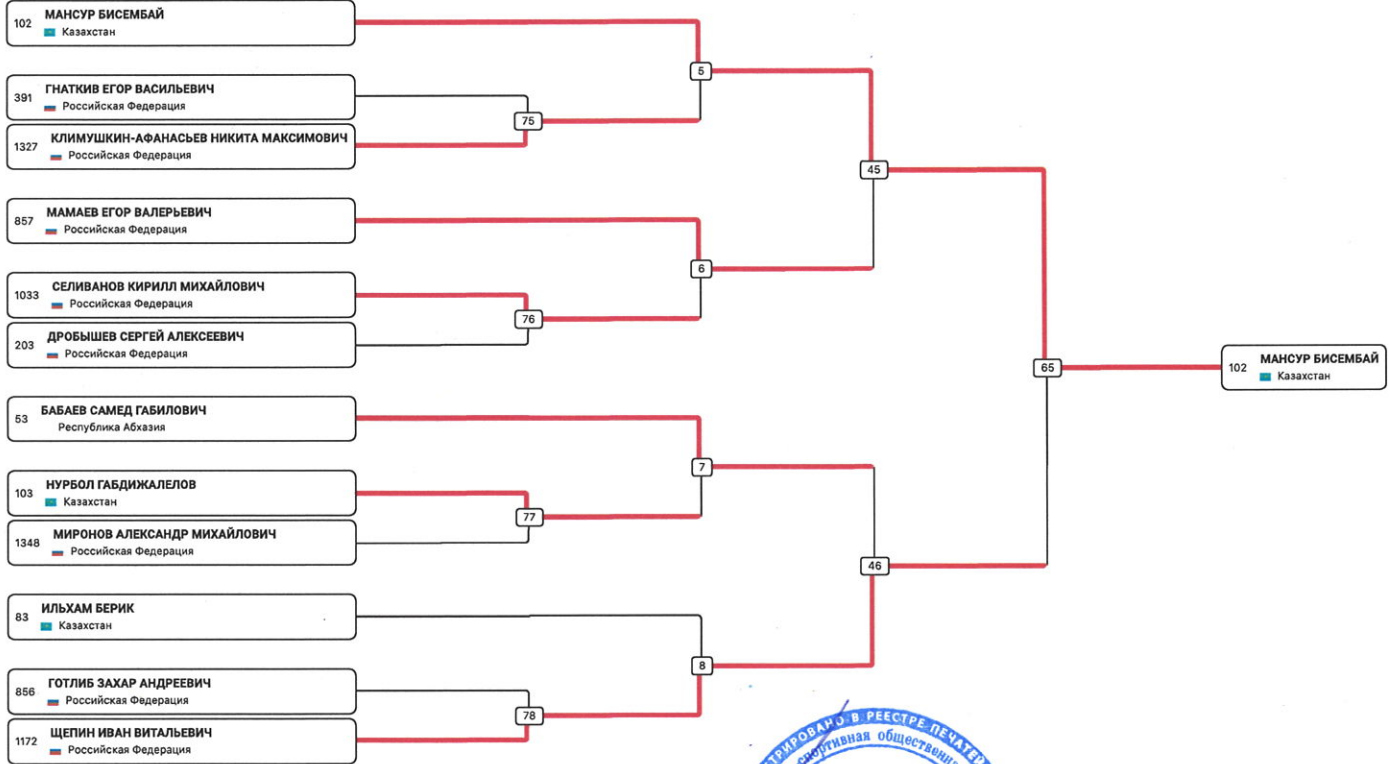 102 МАНСУР БИСЕМБАЙ
Казахстан
391 ГНАТКИВ ЕГОР ВАСИЛЬЕВИЧ
Российская Федерация
1327 КЛИМУШКИН-АФАНАСЬЕВ НИКИТА МАКСИМОВИЧ
Российская Федерация
857 МАМАЕВ ЕГОР ВАЛЕРЬЕВИЧ
Российская Федерация
1033 СЕЛИВАНОВ КИРИЛЛ МИХАЙЛОВИЧ
Российская Федерация
203 ДРОБЫШЕВ СЕРГЕЙ АЛЕКСЕЕВИЧ
Российская Федерация
53 БАБАЕВ САМЕД ГАБИЛОВИЧ
Республика Абхазия
103 НУРБОЛ ГАБДИЖАЛЕЛОВ
Казахстан
1348 МИРОНОВ АЛЕКСАНДР МИХАЙЛОВИЧ
Российская Федерация
83 ИЛЬХАМ БЕРИК
Казахстан
856 ГОТЛИБ ЗАХАР АНДРЕЕВИЧ
Российская Федерация
1172 ЩЕПИН ИВАН ВИТАЛЬЕВИЧ
Российская Федерация
75
76
77
78
5
6
7
8
45
46
65
102 МАНСУР БИСЕМБАЙ
Казахстан
В РЕЕСТРЕ